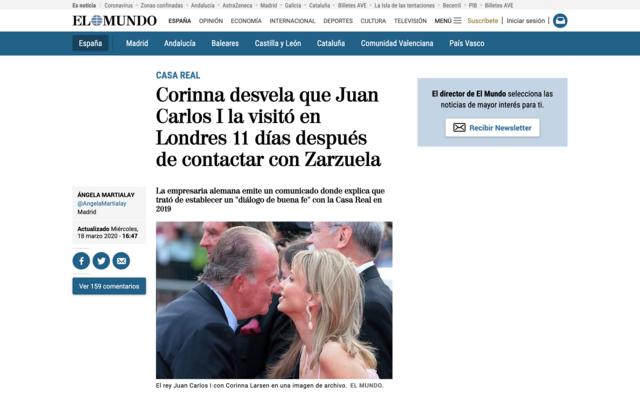 Es noticia Coronavirus Zonas confinadas Andalucía AstraZeneca Madrid Galicia Cataluña Billetes AVE La isla de las tentaciones Becerril PIB Billetes AVE
EL MUNDO ESPAÑA OPINIÓN ECONOMÍA INTERNACIONAL DEPORTES CULTURA TELEVISIÓN MENÚ Suscríbete | Iniciar sesión |
España Madrid Andalucía Baleares Castilla y León Cataluña Comunidad Valenciana País Vasco
CASA REAL
Corinna desvela que Juan
Carlos I la visitó en
Londres 11 días después
de contactar con Zarzuela
El director de El Mundo selecciona las
noticias de mayor interés para ti.
Recibir Newsletter
La empresaria alemana emite un comunicado donde explica que
trató de establecer un "diálogo de buena fe" con la Casa Real en
2019
ÁNGELA MARTIALAY
@AngelaMartialay
Madrid
Actualizado Miércoles,
18 marzo 2020 - 16:47
Ver 159 comentarios
El rey Juan Carlos I con Corinna Larsen en una imagen de archivo. EL MUNDO.